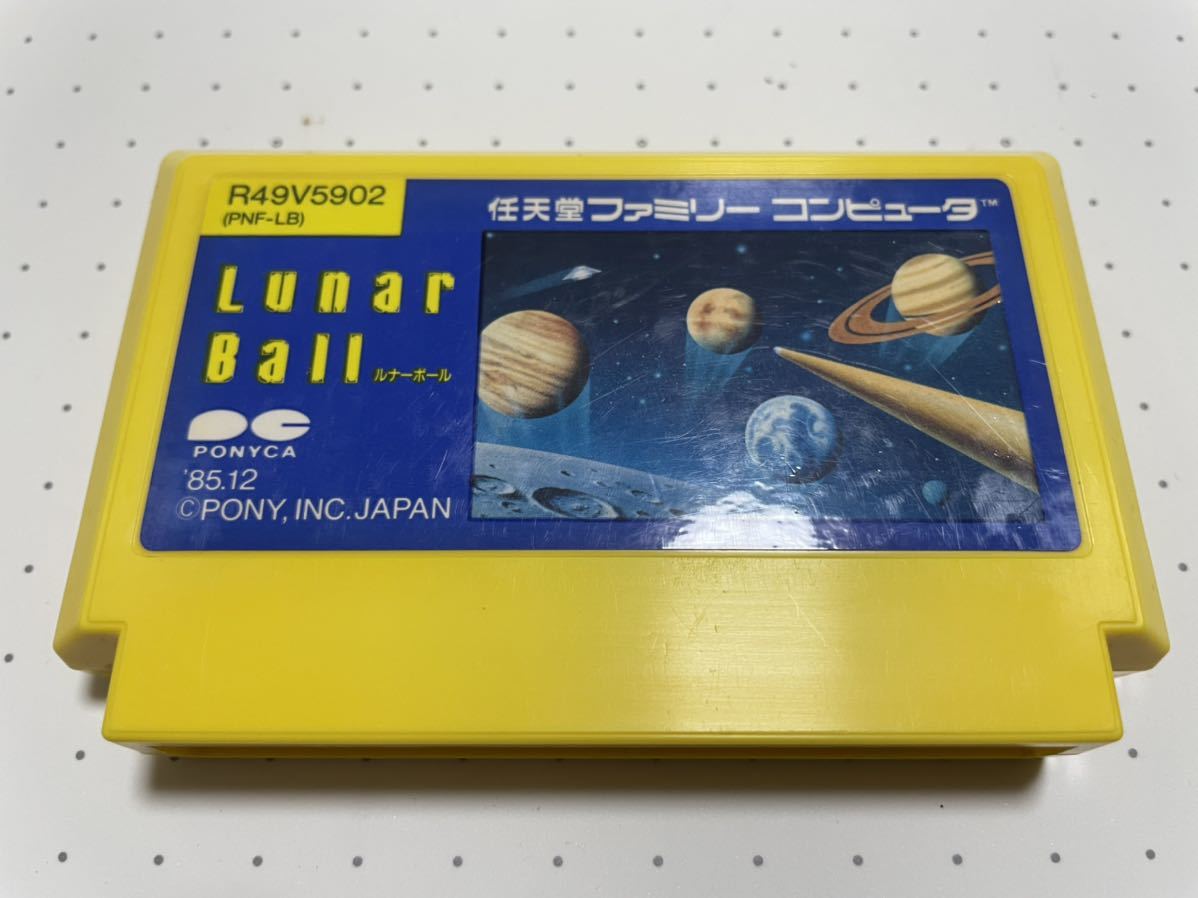 R49V5902
(PNF-LB)
任天堂ファミリー コンピュータ™
Lunar
Ball ルナーボール
PONYCA
'85.12
©PONY, INC. JAPAN